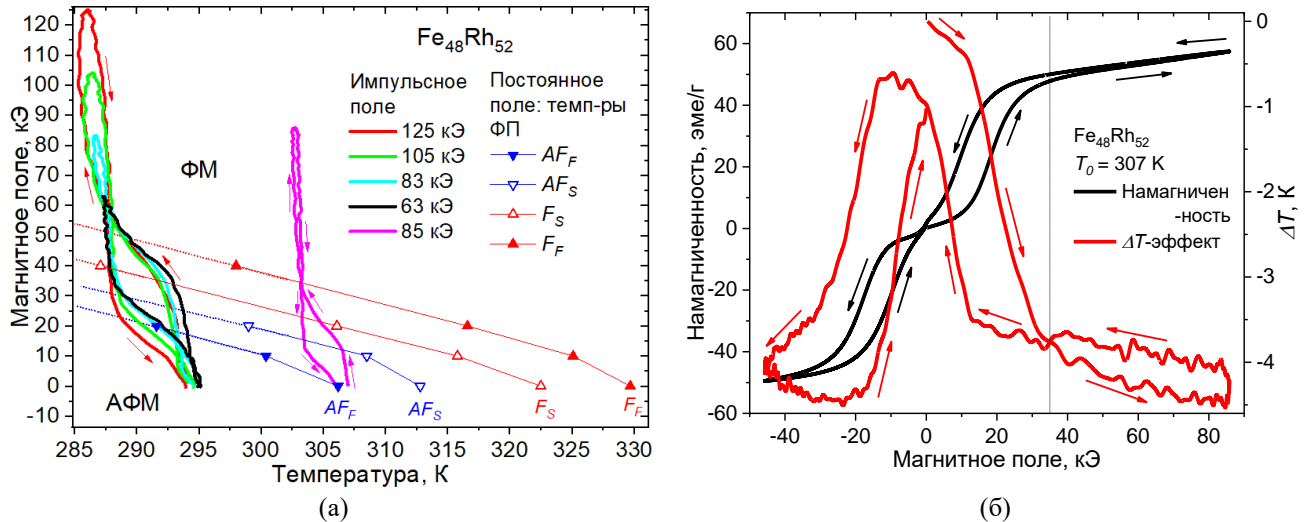 (а)
Магнитное поле, кЭ
125
120
110
100
90
80
70
60
50
40
30
20
10
0
-10
Fe48Rh52
Импульсное поле
125 кЭ
105 кЭ
83 кЭ
63 кЭ
85 кЭ
Постоянное поле: темп-ры ФП
AFF
AFS
FS
FF
ФМ
АФМ
AFF
AFS
FS
FF
285 290 295 300 305 310 315 320 325 330
Температура, К
(а)
б)
Намагниченность, эме/г
60
40
20
0
-20
-40
-60
Fe48Rh52
T0 = 307 K
Намагничен
-ность
ΔT-эффект
0
-1
-2
-3
-4
ΔT, К
-40 -20 0 20 40 60 80
Магнитное поле, кЭ
(б)